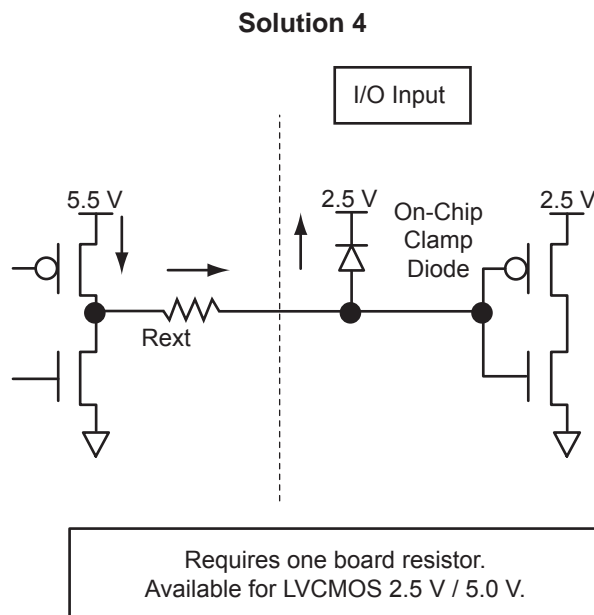 Solution 4
I/O Input
5.5 V
2.5 V
On-Chip
Clamp
Diode
2.5 V
Rext
Requires one board resistor.
Available for LVCMOS 2.5 V / 5.0 V.